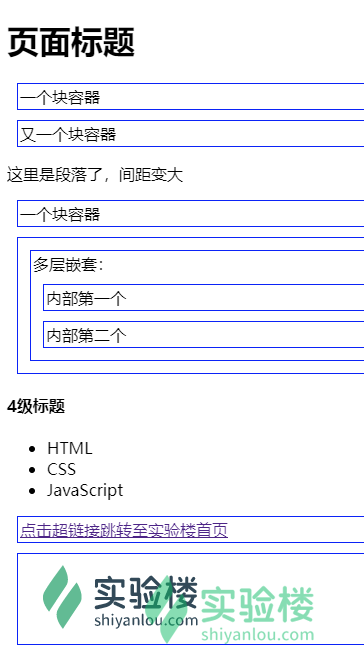 页面标题
一个块容器
又一个块容器
这里是段落了，间距变大
一个块容器
多层嵌套：
内部第一个
内部第二个
4级标题
HTML
CSS
JavaScript
点击超链接跳转至实验楼首页
实验楼
shiyanlou.com
实验楼
shiyanlou.com